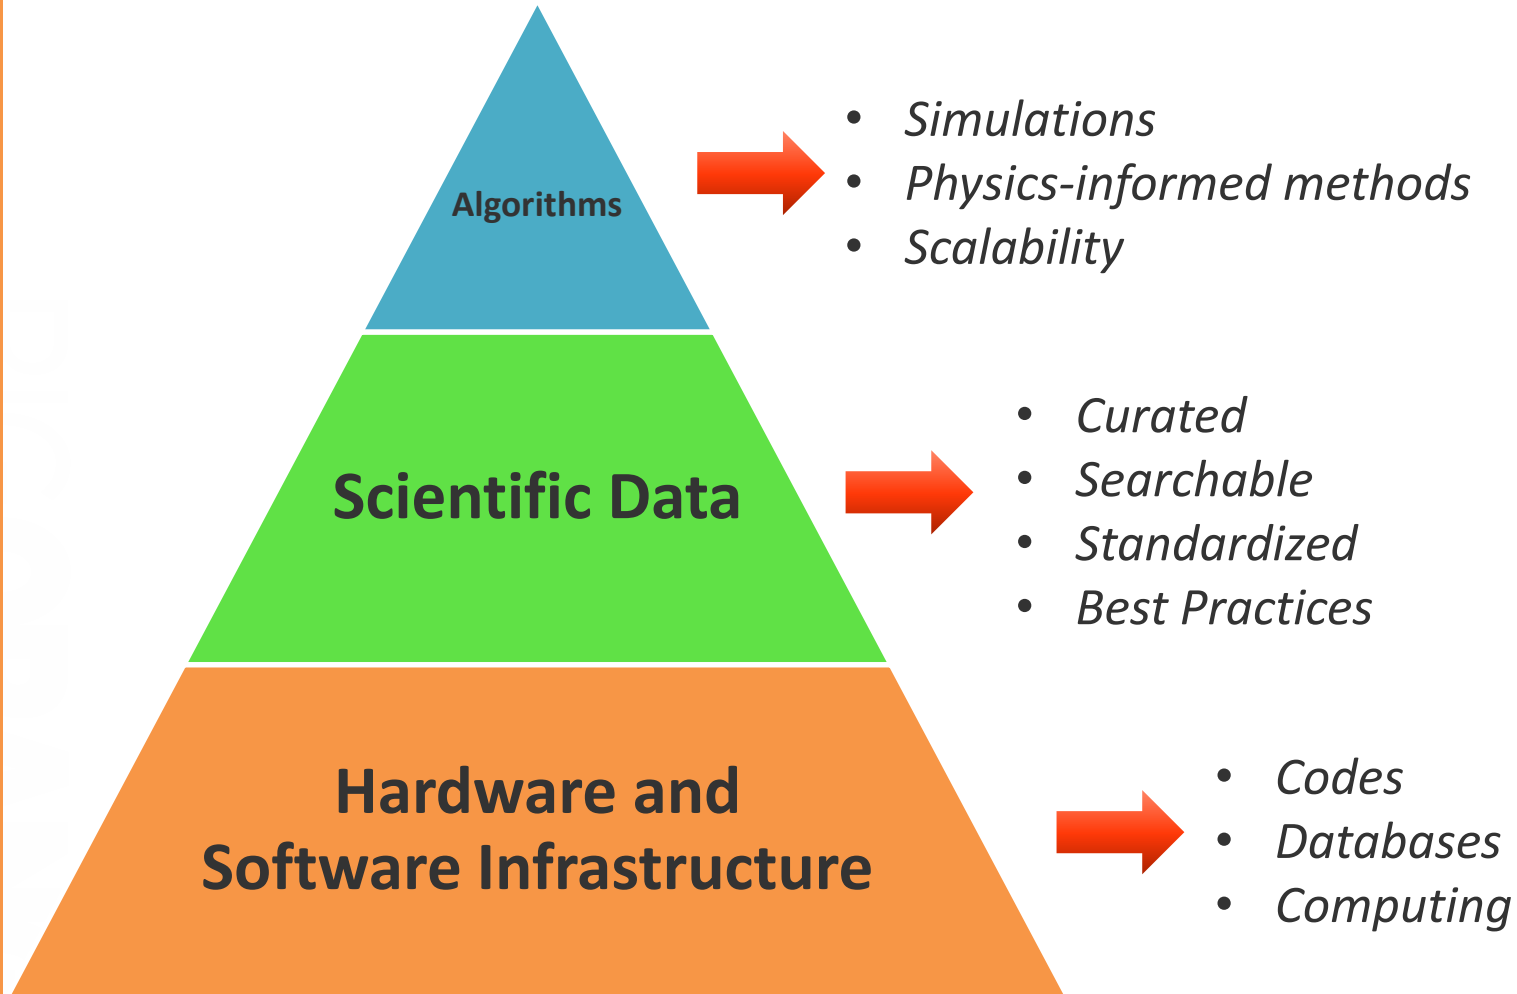 Algorithms
• Simulations
• Physics-informed methods
• Scalability
Scientific Data
• Curated
• Searchable
• Standardized
• Best Practices
Hardware and
Software Infrastructure
• Codes
• Databases
• Computing